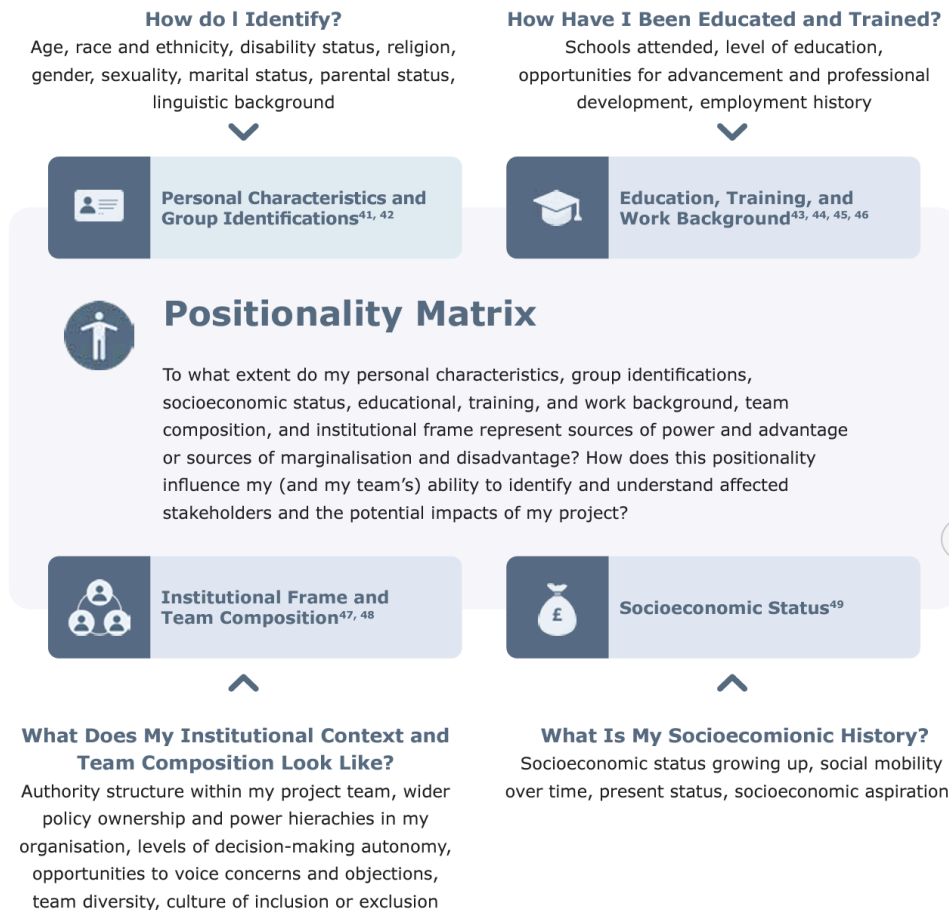 How do I Identify?
Age, race and ethnicity, disability status, religion,
gender, sexuality, marital status, parental status,
linguistic background
How Have I Been Educated and Trained?
Schools attended, level of education,
opportunities for advancement and professional
development, employment history
Personal Characteristics and
Group Identifications41, 42
Education, Training, and
Work Background43, 44, 45, 46
Positionality Matrix
To what extent do my personal characteristics, group identifications,
socioeconomic status, educational, training, and work background, team
composition, and institutional frame represent sources of power and advantage
or sources of marginalisation and disadvantage? How does this positionality
influence my (and my team’s) ability to identify and understand affected
stakeholders and the potential impacts of my project?
Institutional Frame and
Team Composition47, 48
£
Socioeconomic Status49
What Does My Institutional Context and
Team Composition Look Like?
Authority structure within my project team, wider
policy ownership and power hierachies in my
organisation, levels of decision-making autonomy,
opportunities to voice concerns and objections,
team diversity, culture of inclusion or exclusion
What Is My Socioecomionic History?
Socioeconomic status growing up, social mobility
over time, present status, socioeconomic aspiration